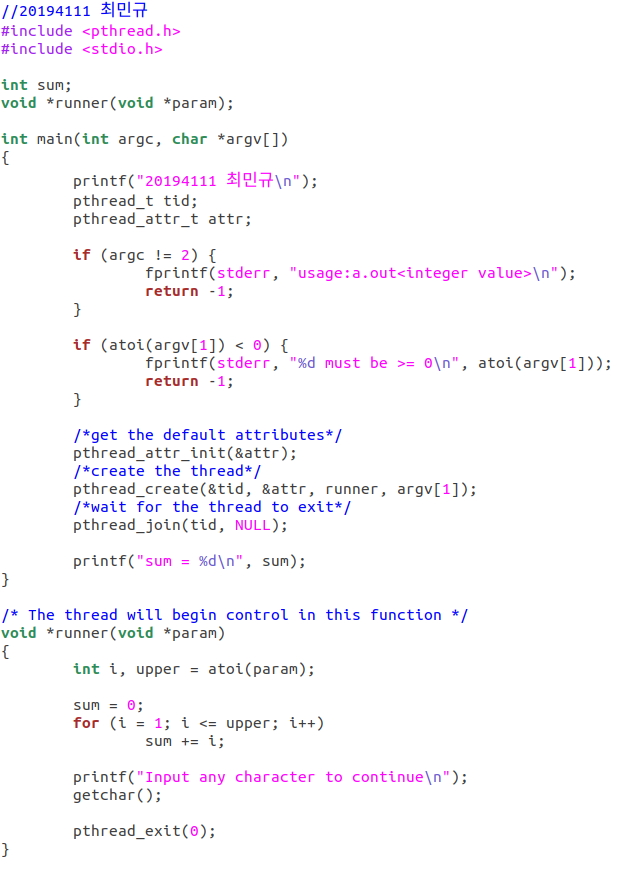 //20194111 최민규
#include <pthread.h>
#include <stdio.h>

int sum;
void *runner(void *param);

int main(int argc, char *argv[])
{
        printf("20194111 최민규\n");
        pthread_t tid;
        pthread_attr_t attr;

        if (argc != 2) {
                fprintf(stderr, "usage:a.out<integer value>\n");
                return -1;
        }

        if (atoi(argv[1]) < 0) {
                fprintf(stderr, "%d must be >= 0\n", atoi(argv[1]));
                return -1;
        }

        /*get the default attributes*/
        pthread_attr_init(&attr);
        /*create the thread*/
        pthread_create(&tid, &attr, runner, argv[1]);
        /*wait for the thread to exit*/
        pthread_join(tid, NULL);

        printf("sum = %d\n", sum);
}

/* The thread will begin control in this function */
void *runner(void *param)
{
        int i, upper = atoi(param);

        sum = 0;
        for (i = 1; i <= upper; i++)
                sum += i;

        printf("Input any character to continue\n");
        getchar();

        pthread_exit(0);
}